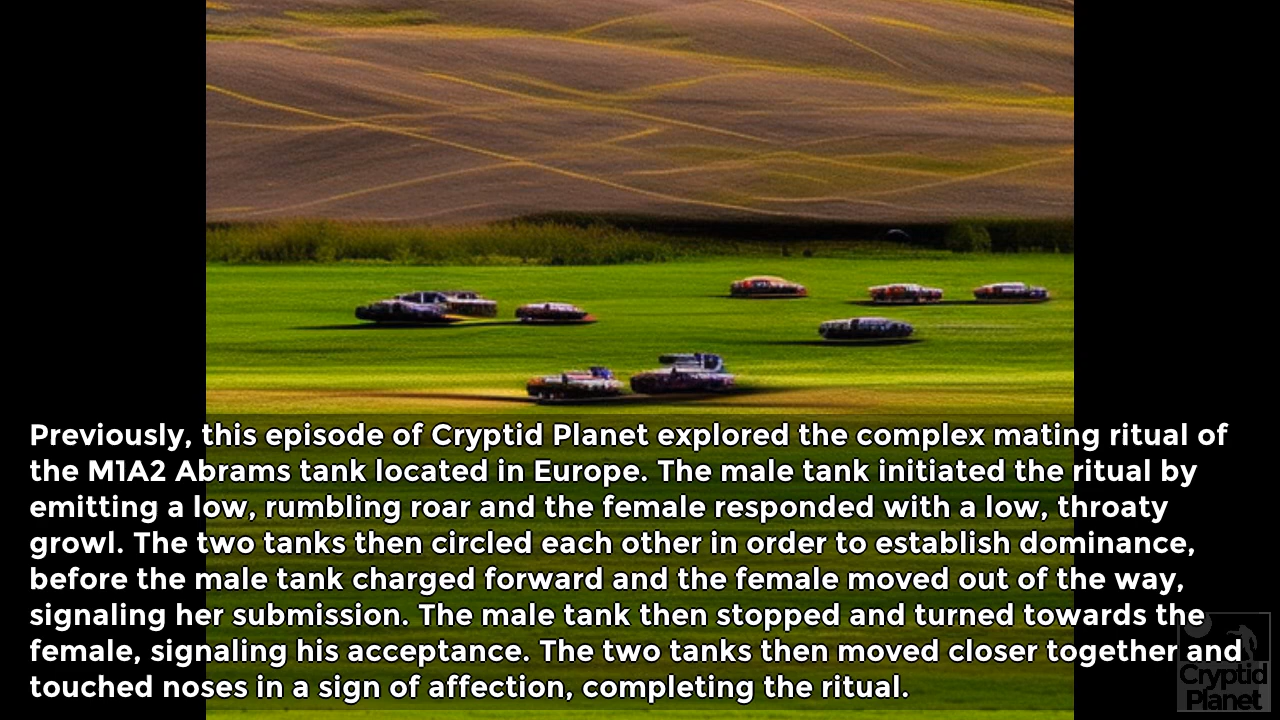 Previously, this episode of Cryptid Planet explored the complex mating ritual of
the M1A2 Abrams tank located in Europe. The male tank initiated the ritual by
emitting a low, rumbling roar and the female responded with a low, throaty
growl. The two tanks then circled each other in order to establish dominance,
before the male tank charged forward and the female moved out of the way,
signaling her submission. The male tank then stopped and turned towards the
female, signaling his acceptance. The two tanks then moved closer together and
touched noses in a sign of affection, completing the ritual.
Cryptid
Planet